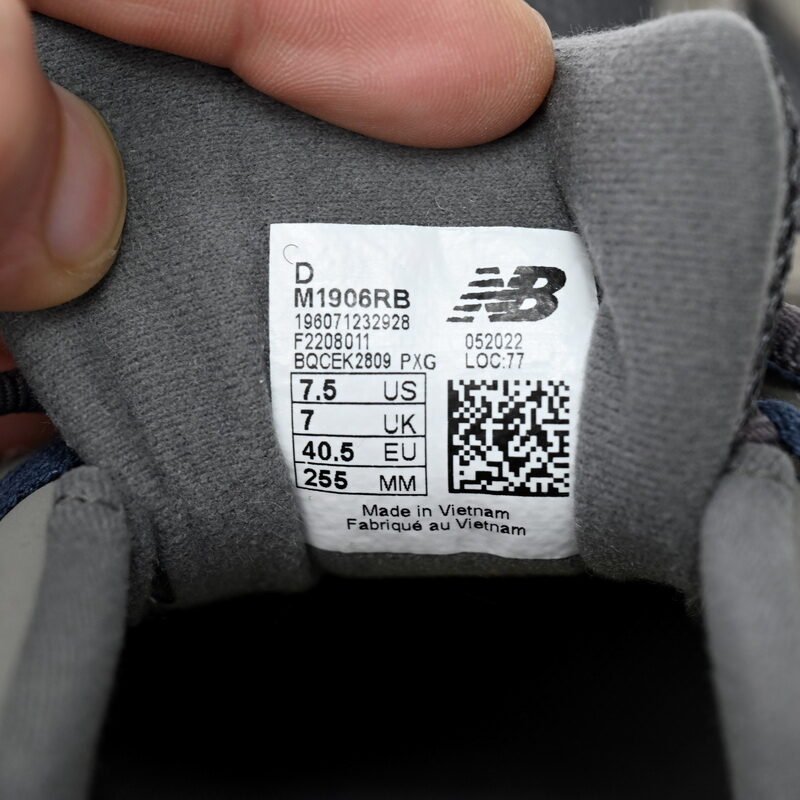 D
M1906RB
196071232928
F2208011
BQCEK2809 PXG
NB
052022
LOC:77
7.5 US
7 UK
40.5 EU
255 MM
Made in Vietnam
Fabriqué au Vietnam